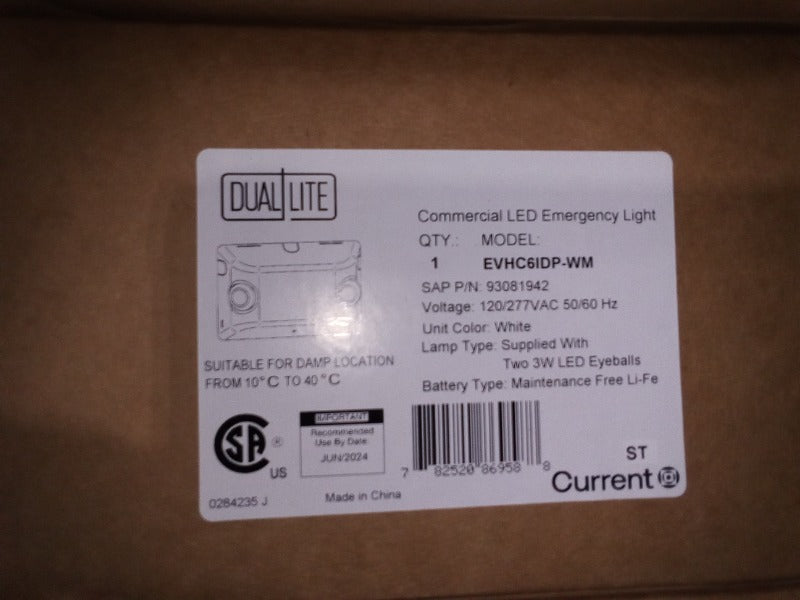 DUAL LITE
Commercial LED Emergency Light
QTY.: MODEL:
1 EVHC6IDP-WM
SAP P/N: 93081942
Voltage: 120/277VAC 50/60 Hz
Unit Color: White
Lamp Type: Supplied With
Two 3W LED Eyeballs
Battery Type: Maintenance Free Li-Fe
SUITABLE FOR DAMP LOCATION
FROM 10°C TO 40°C
SA ® US
IMPORTANT
Recommended
Use By Date:
JUN/2024
0284235 J
Made in China
7 82520 86958 8
ST
Current